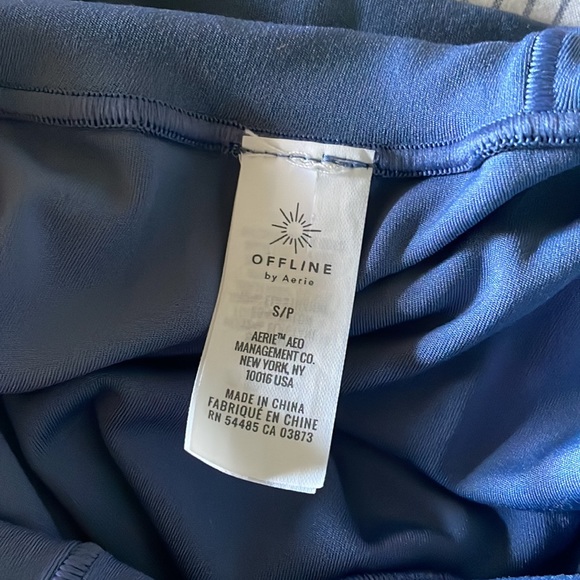 OFFLINE
by Aerie
S/P
AERIE™ AEO
MANAGEMENT CO.
NEW YORK, NY
10016 USA
MADE IN CHINA
FABRIQUÉ EN CHINE
RN 54485 CA 03873